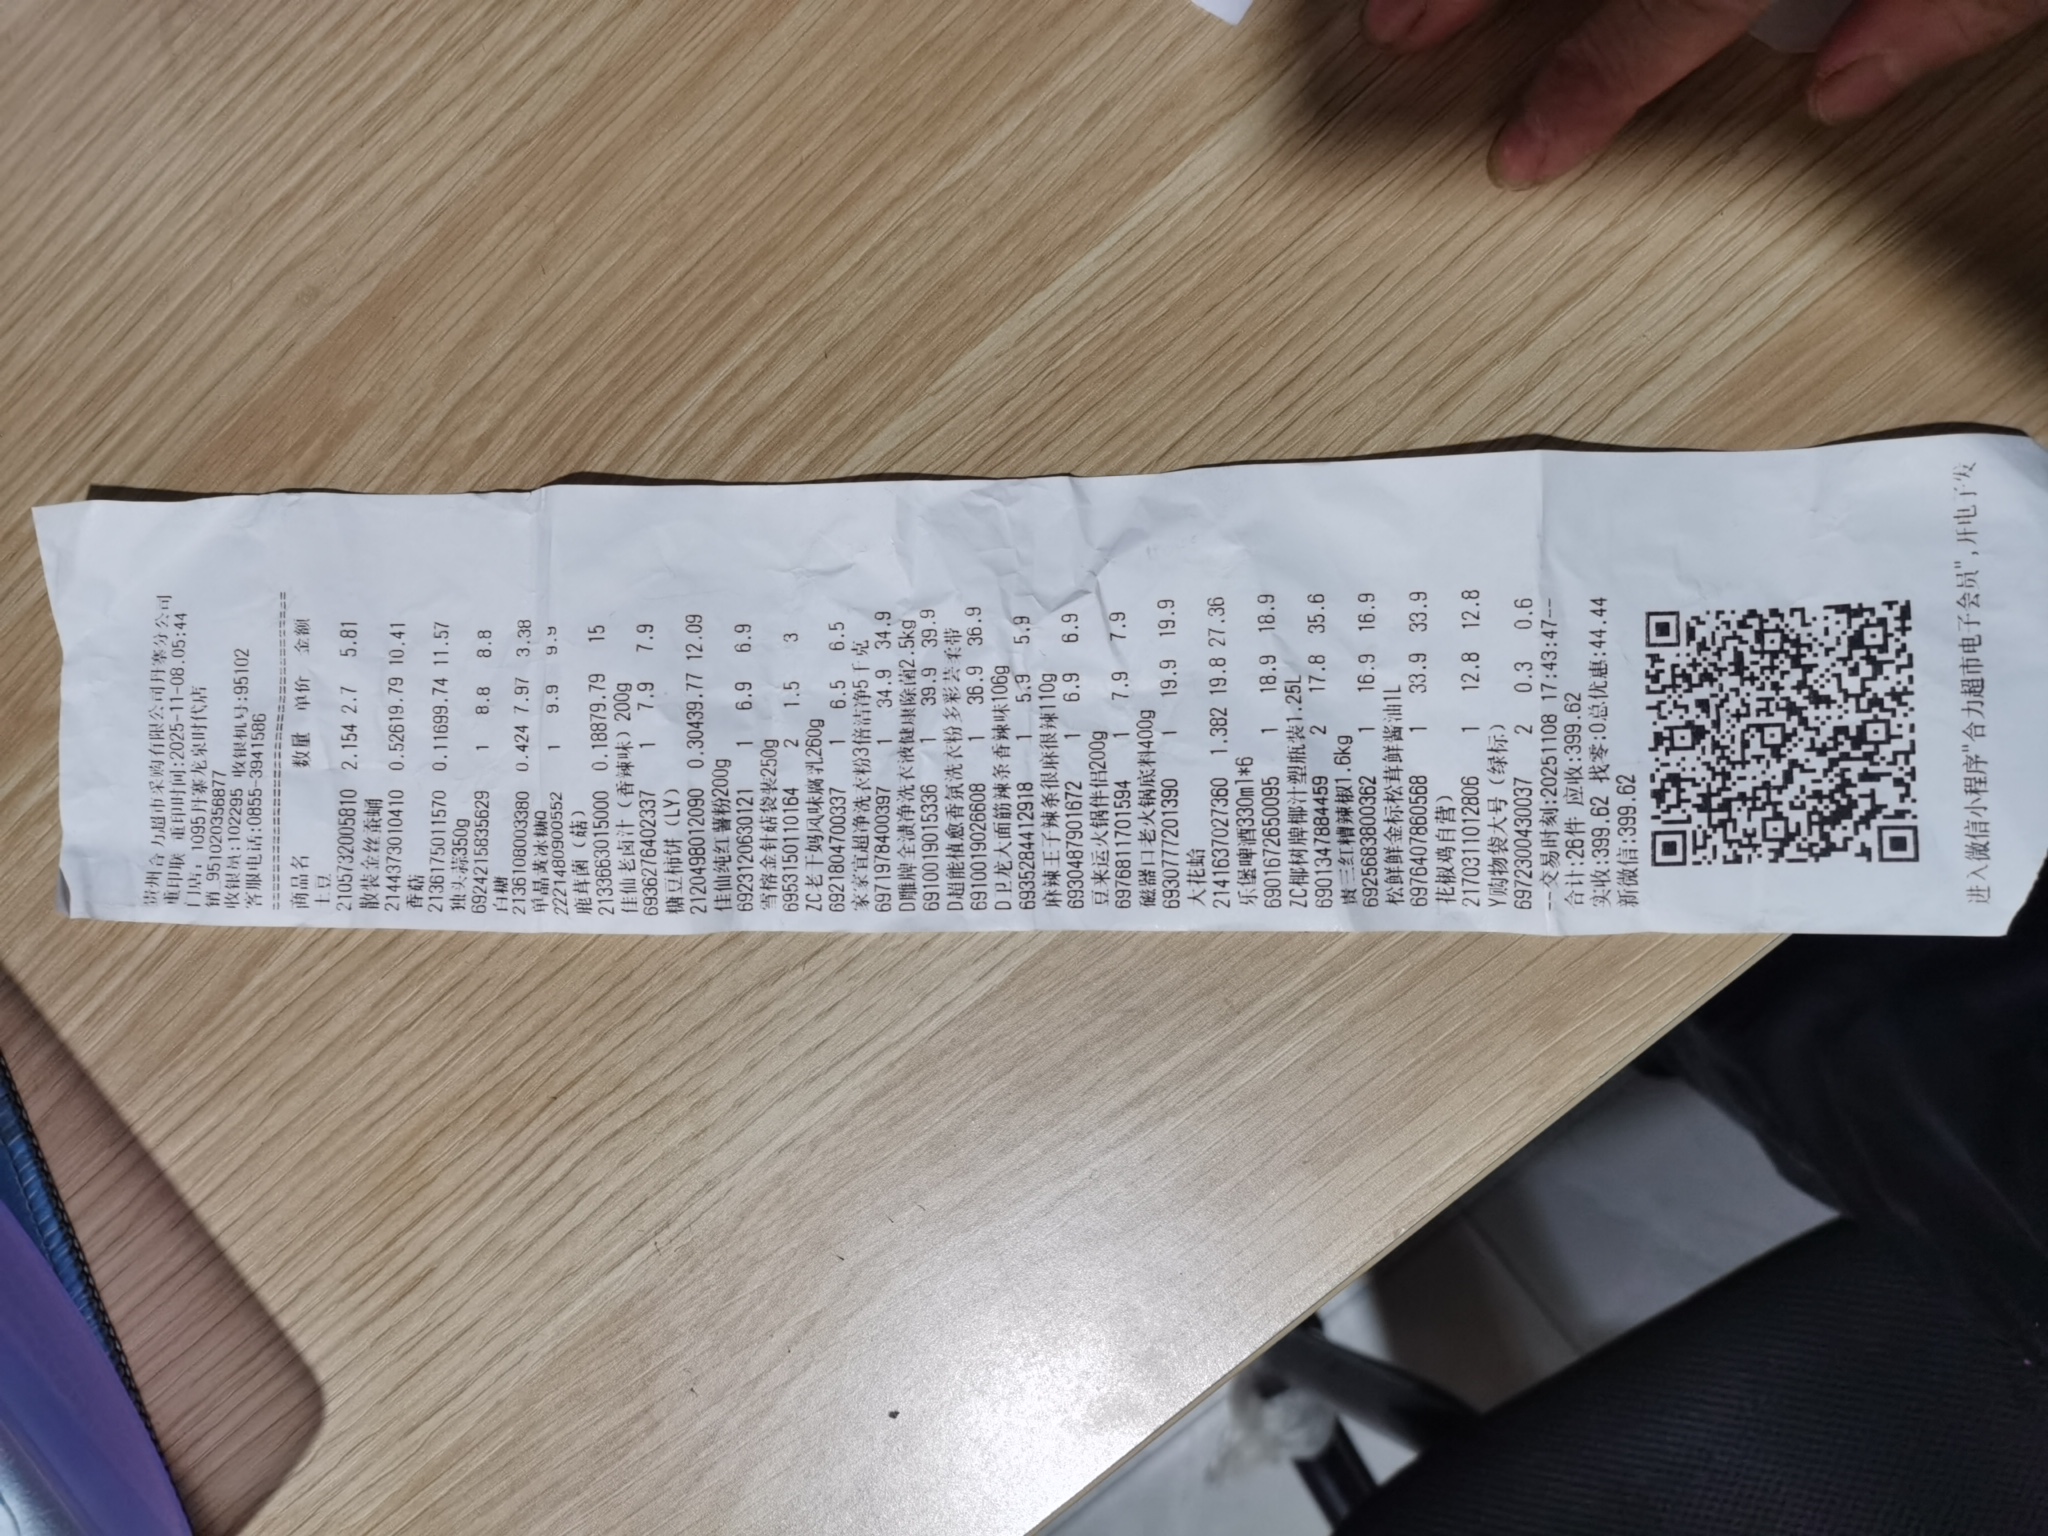 贵州合力超市采购有限公司丹寨分公司
重印联 重印时间:2025-11-08.05:44
门店: 1095丹寨龙泉时代店
销 951020356877
收银员:102295 收银机号:95102
客服电话:0855-3941586
================================
商品名 数量 单价 金额
土豆
2105732005810 2.154 2.7 5.81
散装金丝蚕蛹
2144373010410 0.52619.79 10.41
香菇
2136175011570 0.11699.74 11.57
独头蒜350g
6924215835629 1 8.8 8.8
白糖
2136108003380 0.424 7.97 3.38
单晶黄冰糖Q
2221480900552 1 9.9 9.9
鹿茸菌（菇）
2133663015000 0.18879.79 15
佳仙老卤汁（香辣味）200g
6936276402337 1 7.9 7.9
糖豆柿饼（LY）
2120498012090 0.30439.77 12.09
佳仙纯红薯粉200g
6923120630121 1 6.9 6.9
雪榕金针菇袋装250g
6953150110164 2 1.5 3
ZC老干妈风味腐乳260g
6921804700337 1 6.5 6.5
家家宜超净洗衣粉3倍洁净5千克
6971978400397 1 34.9 34.9
D雕牌全渍净洗衣液健康除菌2.5kg
6910019015336 1 39.9 39.9
D超能植愈香氛洗衣粉多彩芸柔带
6910019026608 1 36.9 36.9
D卫龙大面筋辣条香辣味106g
6935284412918 1 5.9 5.9
麻辣王子辣条很麻很辣110g
6930487901672 1 6.9 6.9
豆来运火锅伴侣200g
6976811701594 1 7.9 7.9
磁器口老火锅底料400g
6930777201390 1 19.9 19.9
大花蛤
2141637027360 1.382 19.8 27.36
乐堡啤酒330ml*6
6901672650095 1 18.9 18.9
ZC椰树牌椰汁塑瓶装1.25L
6901347884459 2 17.8 35.6
贵三红糟辣椒1.6kg
6925683800362 1 16.9 16.9
松鲜鲜金标松茸鲜酱油1L
6976407860568 1 33.9 33.9
花椒鸡自营）
2170311012806 1 12.8 12.8
Y购物袋大号（绿标）
6972300430037 2 0.3 0.6
---交易时刻:20251108 17:43:47--
合计:26件 应收:399.62
实收:399.62 找零:0总优惠:44.44
新微信:399.62
进入微信小程序"合力超市电子会员",开电子发